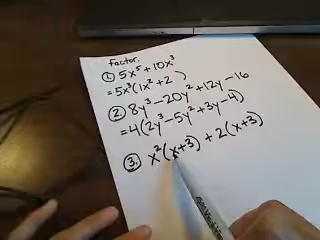 Factor.
① 5x⁵ + 10x³
= 5x³(1x² + 2)
② 8y³ - 20y² + 12y - 16
= 4(2y³ - 5y² + 3y - 4)
③ x²(x+3) + 2(x+3)